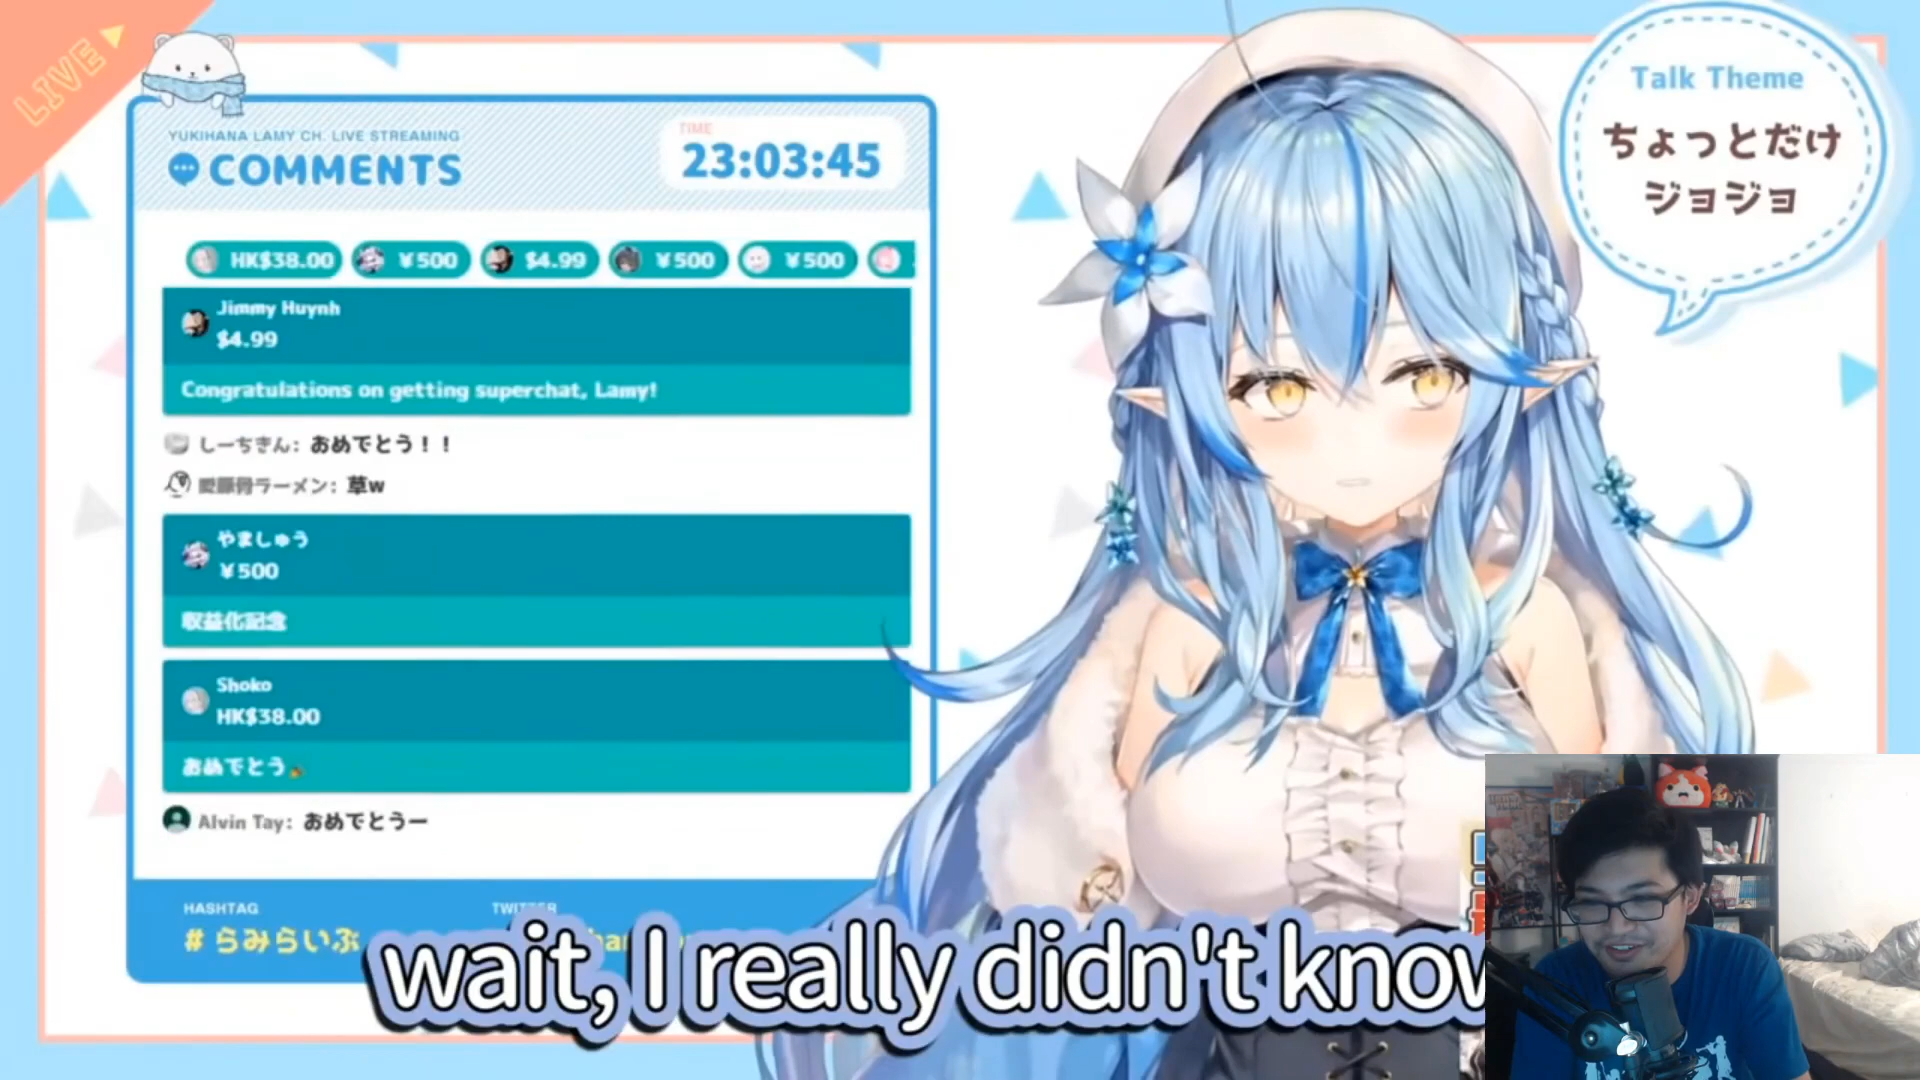 LIVE
YUKIHANA LAMY CH. LIVE STREAMING
COMMENTS
TIME
23:03:45
HK$38.00
¥500
$4.99
¥500
¥500
Jimmy Huynh
$4.99
Congratulations on getting superchat, Lamy!
しーちきん: おめでとう！！
愛豚骨ラーメン: 草w
やましゅう
¥500
収益化記念
Shoko
HK$38.00
おめでとう🎉
Alvin Tay: おめでとうー
HASHTAG
# らみらいぶ
TWITTER
wait, I really didn't know
Talk Theme
ちょっとだけ
ジョジョ